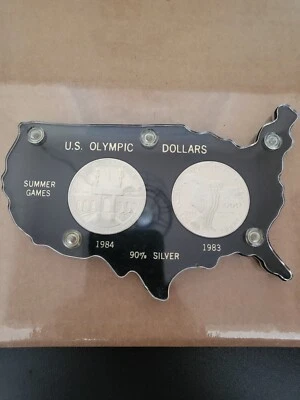 U.S. OLYMPIC DOLLARS
SUMMER
GAMES
1984 1983
90% SILVER